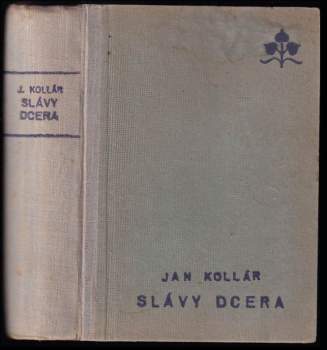 J. KOLLÁR
SLÁVY
DCERA
JAN KOLLÁR
SLÁVY DCERA